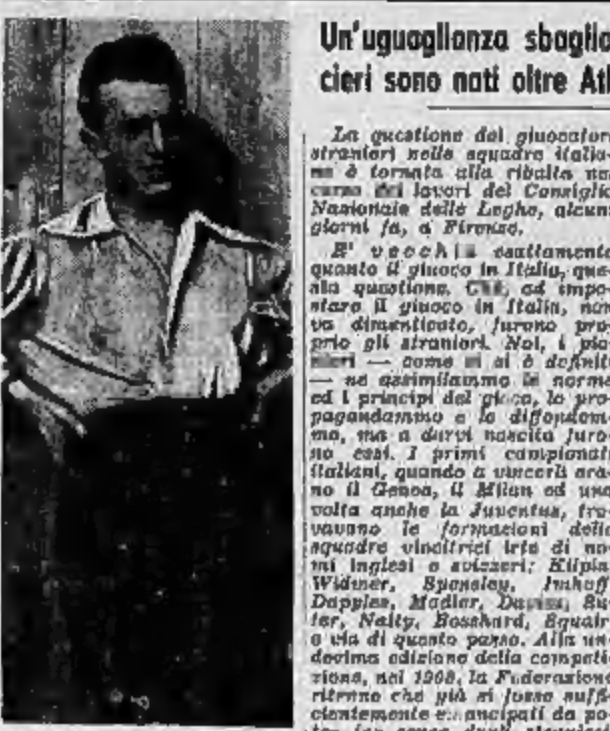 Un'uguaglianza sbaglia
cieri sono nati oltre Atl
La questione dei giuocatori
stranieri nelle squadre italia-
ne è tornata alla ribalta nel
corso dei lavori del Consiglio
Nazionale delle Leghe, alcuni
giorni fa, a Firenze.
E' vecchia esattamente
quanto il giuoco in Italia, que-
sta questione. Chè, ad impo-
stare il giuoco in Italia, non
va dimenticato, furono pro-
prio gli stranieri. Noi, i pio-
nieri — come ci si è definiti
— ne assimilammo le norme
ed i principi del gioco, lo pro-
pagandammo e lo diffondem-
mo, ma a darvi nascita furo-
no essi. I primi campionati
italiani, quando a vincerli era-
no il Genoa, il Milan ed una
volta anche la Juventus, tro-
vavano le formazioni delle
squadre vincitrici irte di no-
mi inglesi e svizzeri: Kilpin,
Widmer, Spensley, Imhoff,
Dapples, Madler,
Nelly, Bosshard, Squair
e via di questo passo. Alla un-
decima edizione della competi-
zione, nel 1908, la Federazione
ritenne che già si fosse suffi-
cientemente emancipati da po-